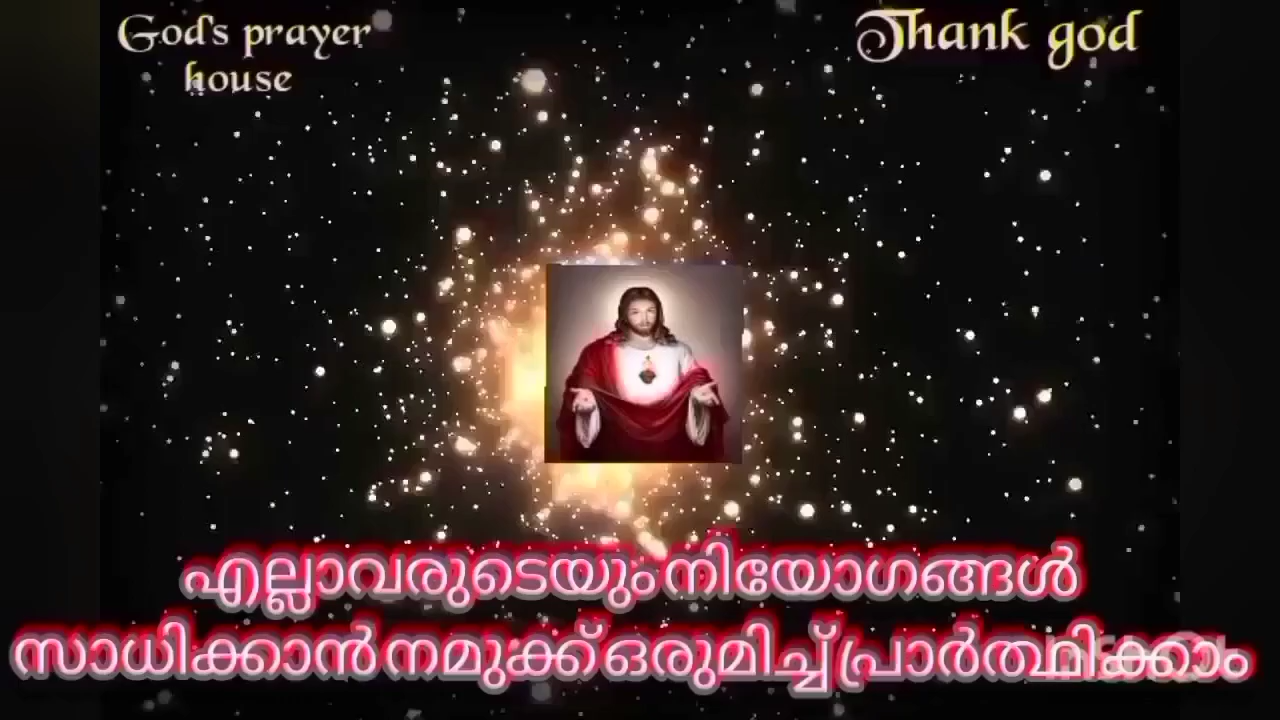 God's prayer
house
Thank god
എല്ലാവരുടെയും നിയോഗങ്ങൾ
സാധിക്കാൻ നമുക്ക് ഒരുമിച്ച് പ്രാർത്ഥിക്കാം